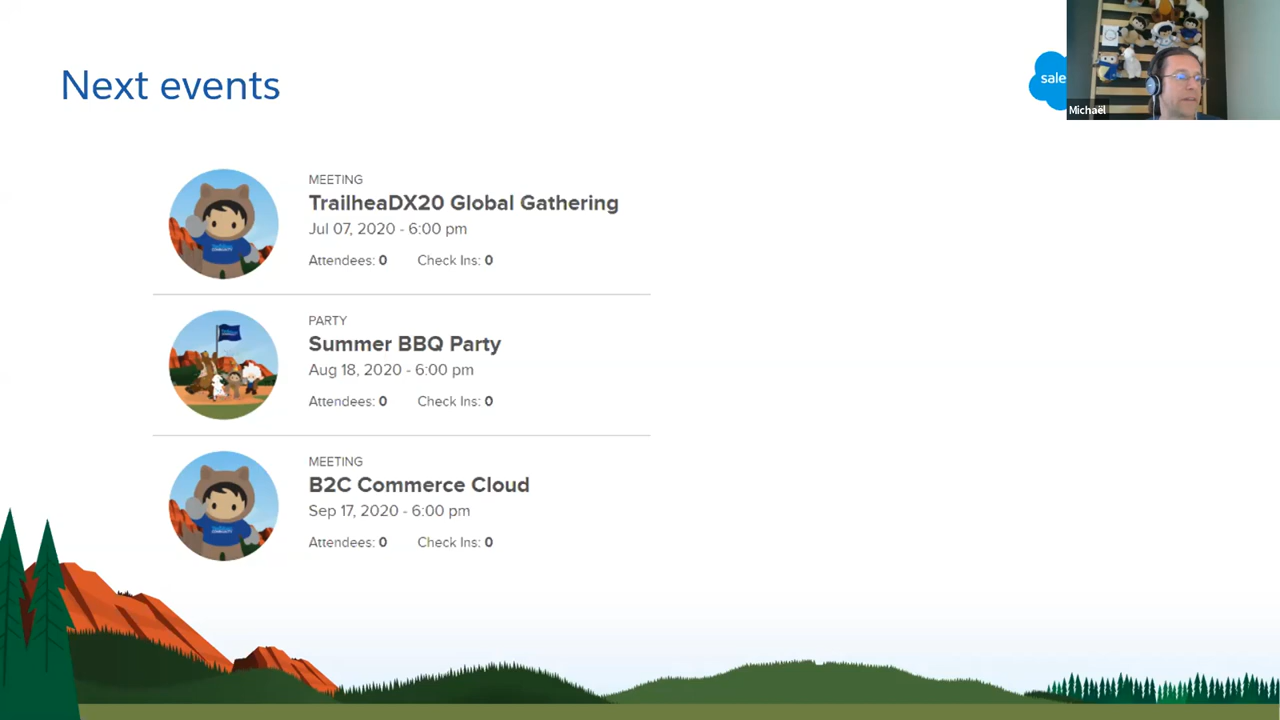 Next events
sale
Michaël
MEETING
TrailheaDX20 Global Gathering
Jul 07, 2020 - 6:00 pm
Attendees: 0 Check Ins: 0
PARTY
Summer BBQ Party
Aug 18, 2020 - 6:00 pm
Attendees: 0 Check Ins: 0
MEETING
B2C Commerce Cloud
Sep 17, 2020 - 6:00 pm
Attendees: 0 Check Ins: 0